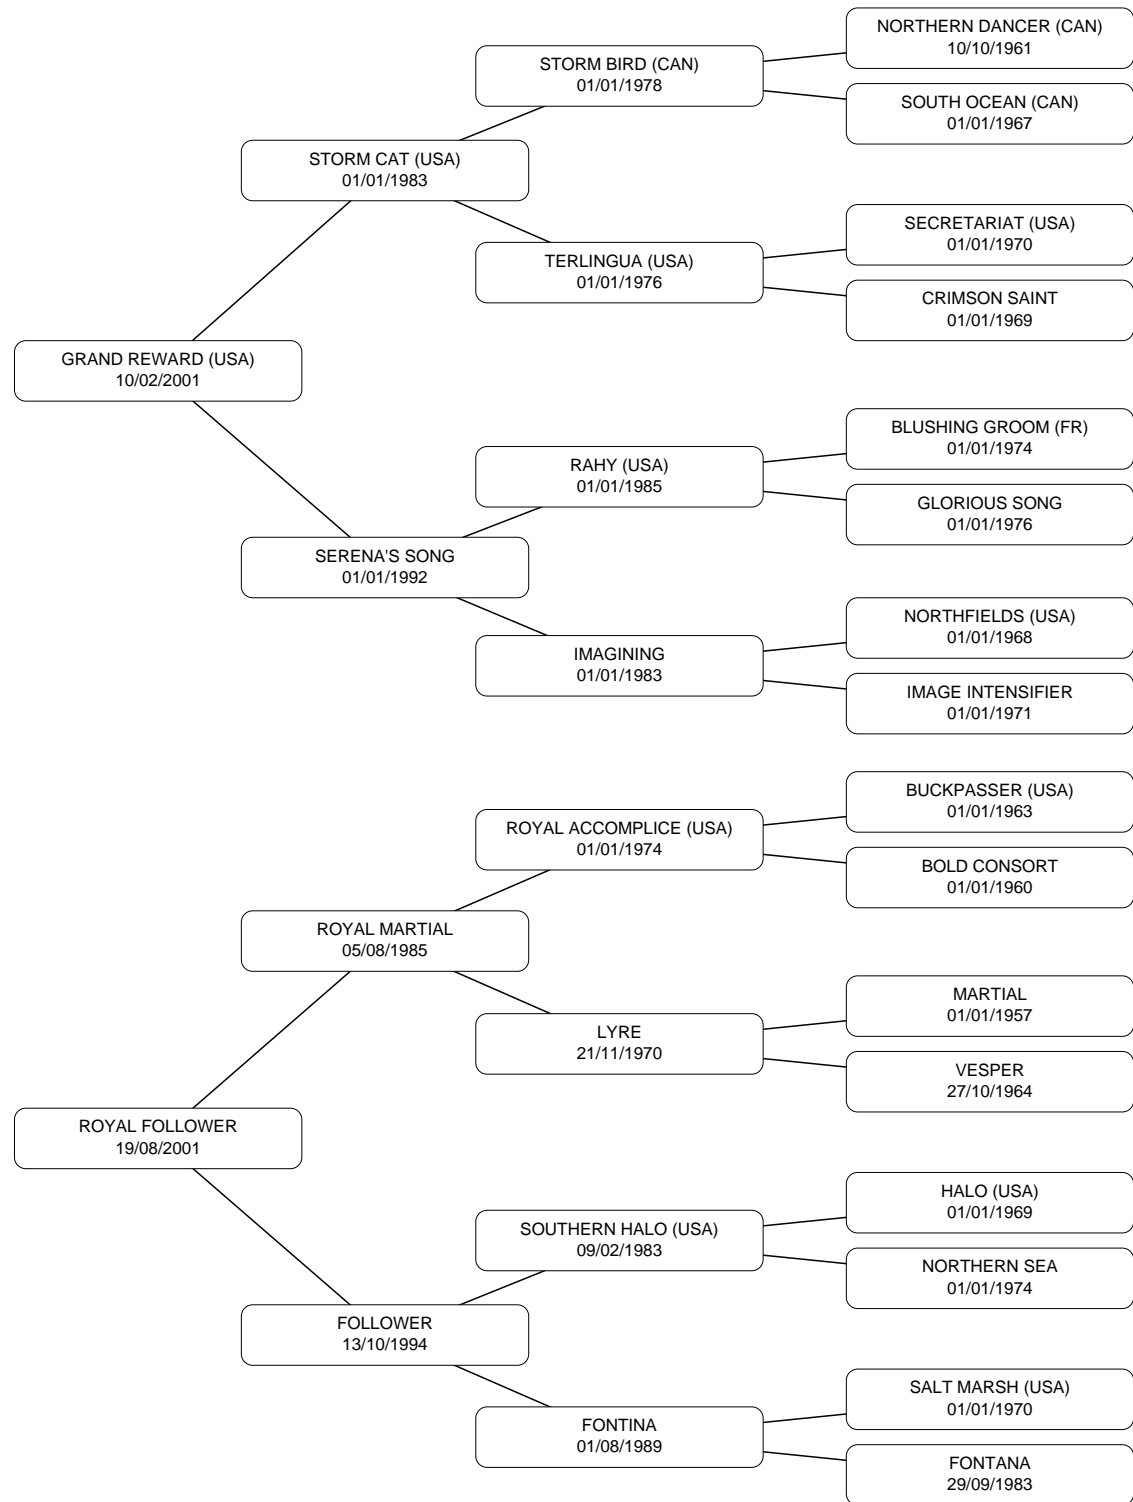 NORTHERN DANCER (CAN)
10/10/1961
STORM BIRD (CAN)
01/01/1978
SOUTH OCEAN (CAN)
01/01/1967
STORM CAT (USA)
01/01/1983
SECRETARIAT (USA)
01/01/1970
TERLINGUA (USA)
01/01/1976
CRIMSON SAINT
01/01/1969
GRAND REWARD (USA)
10/02/2001
BLUSHING GROOM (FR)
01/01/1974
RAHY (USA)
01/01/1985
GLORIOUS SONG
01/01/1976
SERENA'S SONG
01/01/1992
NORTHFIELDS (USA)
01/01/1968
IMAGINING
01/01/1983
IMAGE INTENSIFIER
01/01/1971
BUCKPASSER (USA)
01/01/1963
ROYAL ACCOMPLICE (USA)
01/01/1974
BOLD CONSORT
01/01/1960
ROYAL MARTIAL
05/08/1985
MARTIAL
01/01/1957
LYRE
21/11/1970
VESPER
27/10/1964
ROYAL FOLLOWER
19/08/2001
HALO (USA)
01/01/1969
SOUTHERN HALO (USA)
09/02/1983
NORTHERN SEA
01/01/1974
FOLLOWER
13/10/1994
SALT MARSH (USA)
01/01/1970
FONTINA
01/08/1989
FONTANA
29/09/1983